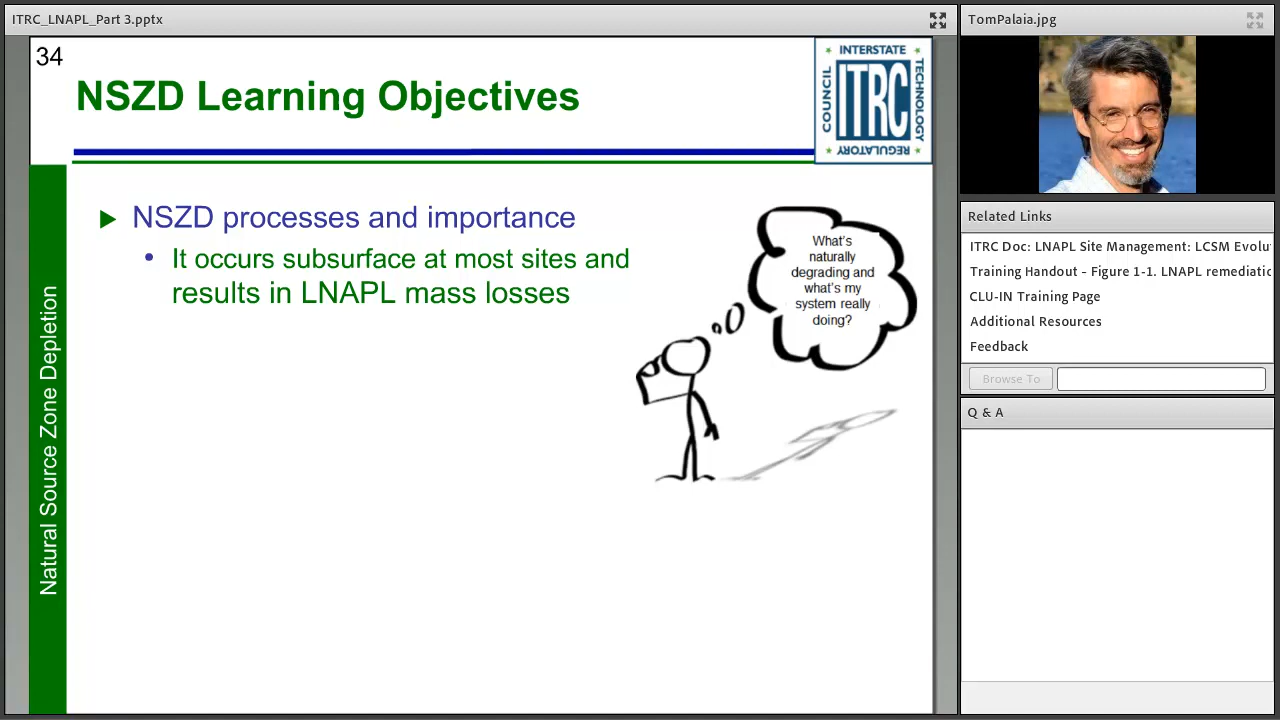 ITRC_LNAPL_Part 3.pptx
34
NSZD Learning Objectives
INTERSTATE
TECHNOLOGY
REGULATORY
COUNCIL
ITRC
Natural Source Zone Depletion
NSZD processes and importance
• It occurs subsurface at most sites and
results in LNAPL mass losses
What's
naturally
degrading and
what's my
system really
doing?
TomPalaia.jpg
Related Links
ITRC Doc: LNAPL Site Management: LCSM Evolu
Training Handout - Figure 1-1. LNAPL remediatic
CLU-IN Training Page
Additional Resources
Feedback
Browse To
Q & A